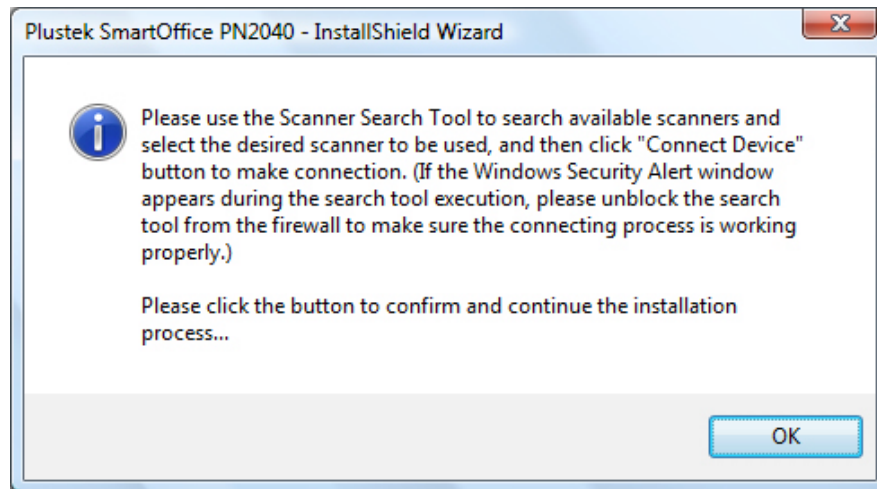 Plustek SmartOffice PN2040 - InstallShield Wizard
Please use the Scanner Search Tool to search available scanners and
select the desired scanner to be used, and then click "Connect Device"
button to make connection. (If the Windows Security Alert window
appears during the search tool execution, please unblock the search
tool from the firewall to make sure the connecting process is working
properly.)
Please click the button to confirm and continue the installation
process...
OK